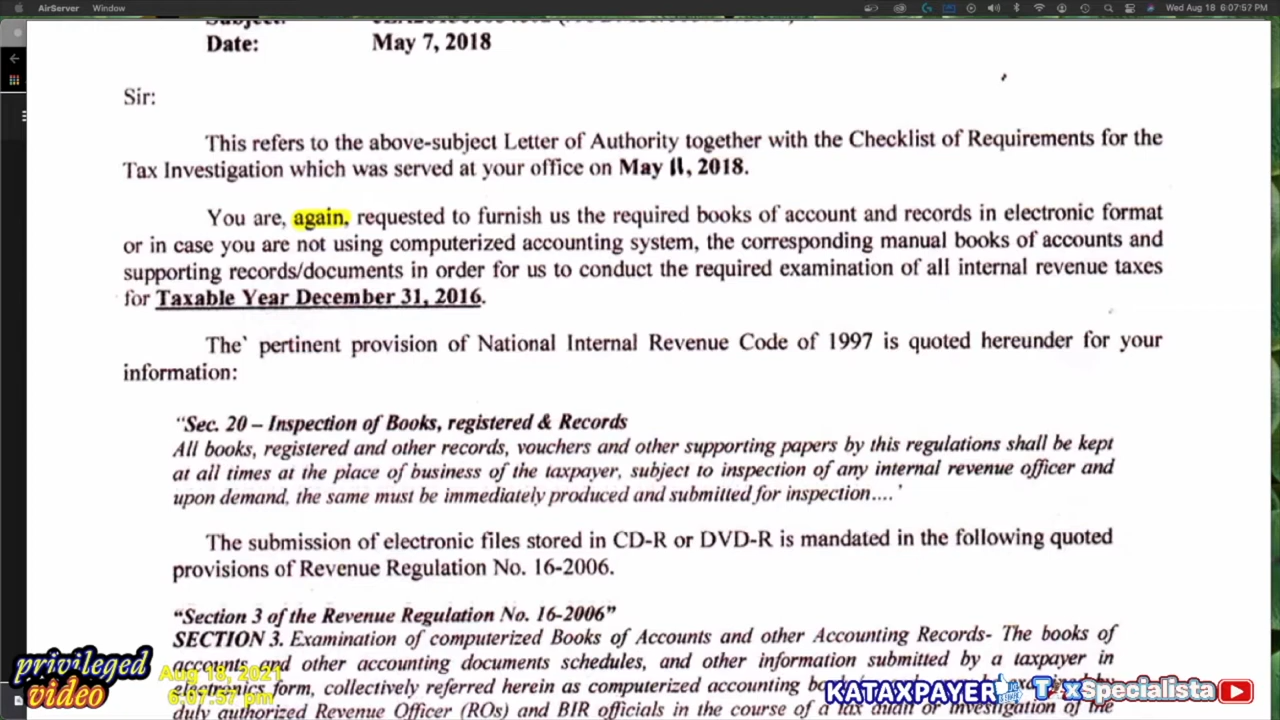 AirServer Window Wed Aug 18 6:07:57 PM
Date: May 7, 2018
Sir:
This refers to the above-subject Letter of Authority together with the Checklist of Requirements for the
Tax Investigation which was served at your office on May 11, 2018.
You are, again, requested to furnish us the required books of account and records in electronic format
or in case you are not using computerized accounting system, the corresponding manual books of accounts and
supporting records/documents in order for us to conduct the required examination of all internal revenue taxes
for Taxable Year December 31, 2016.
The` pertinent provision of National Internal Revenue Code of 1997 is quoted hereunder for your
information:
"Sec. 20 – Inspection of Books, registered & Records
All books, registered and other records, vouchers and other supporting papers by this regulations shall be kept
at all times at the place of business of the taxpayer, subject to inspection of any internal revenue officer and
upon demand, the same must be immediately produced and submitted for inspection....'
The submission of electronic files stored in CD-R or DVD-R is mandated in the following quoted
provisions of Revenue Regulation No. 16-2006.
"Section 3 of the Revenue Regulation No. 16-2006"
SECTION 3. Examination of computerized Books of Accounts and other Accounting Records- The books of
accounts and other accounting documents schedules, and other information submitted by a taxpayer in
form, collectively referred herein as computerized accounting
duly authorized Revenue Officer (ROs) and BIR officials in the course of a tax audit or investigation of the
privileged
video
Aug 18, 2021
6:07:57 pm
KATAXPAYER
TaxSpecialista